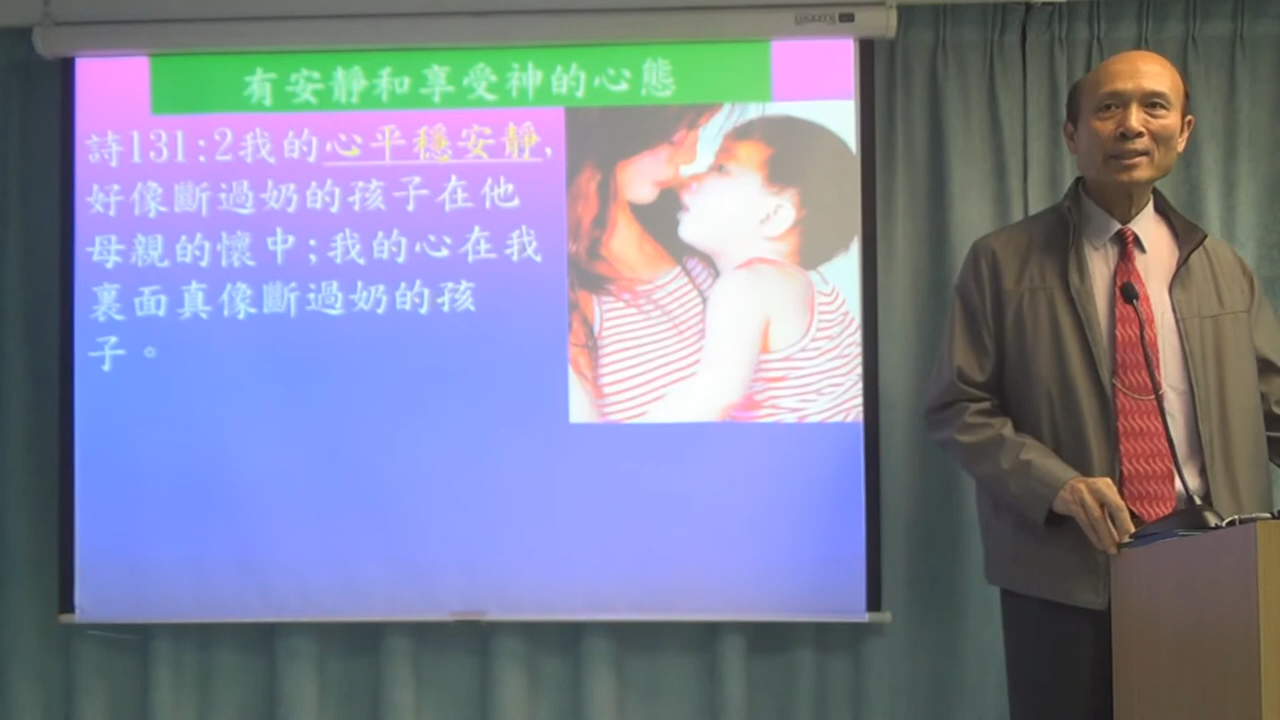 有安靜和享受神的心態
詩131:2我的心平穩安靜,
好像斷過奶的孩子在他
母親的懷中;我的心在我
裏面真像斷過奶的孩
子。